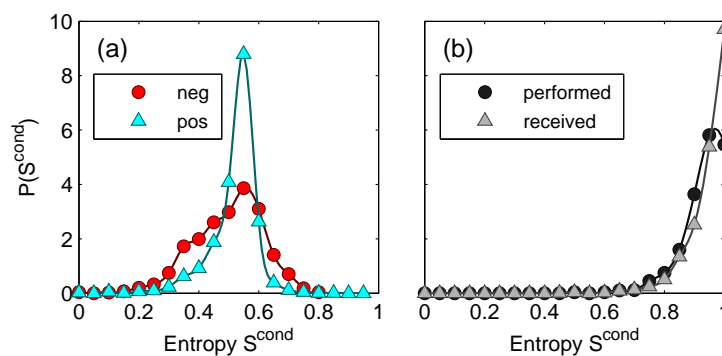 (a)
neg
pos
P(S^cond)
10
8
6
4
2
0
0 0.2 0.4 0.6 0.8 1
Entropy S^cond
(b)
performed
received
0 0.2 0.4 0.6 0.8 1
Entropy S^cond